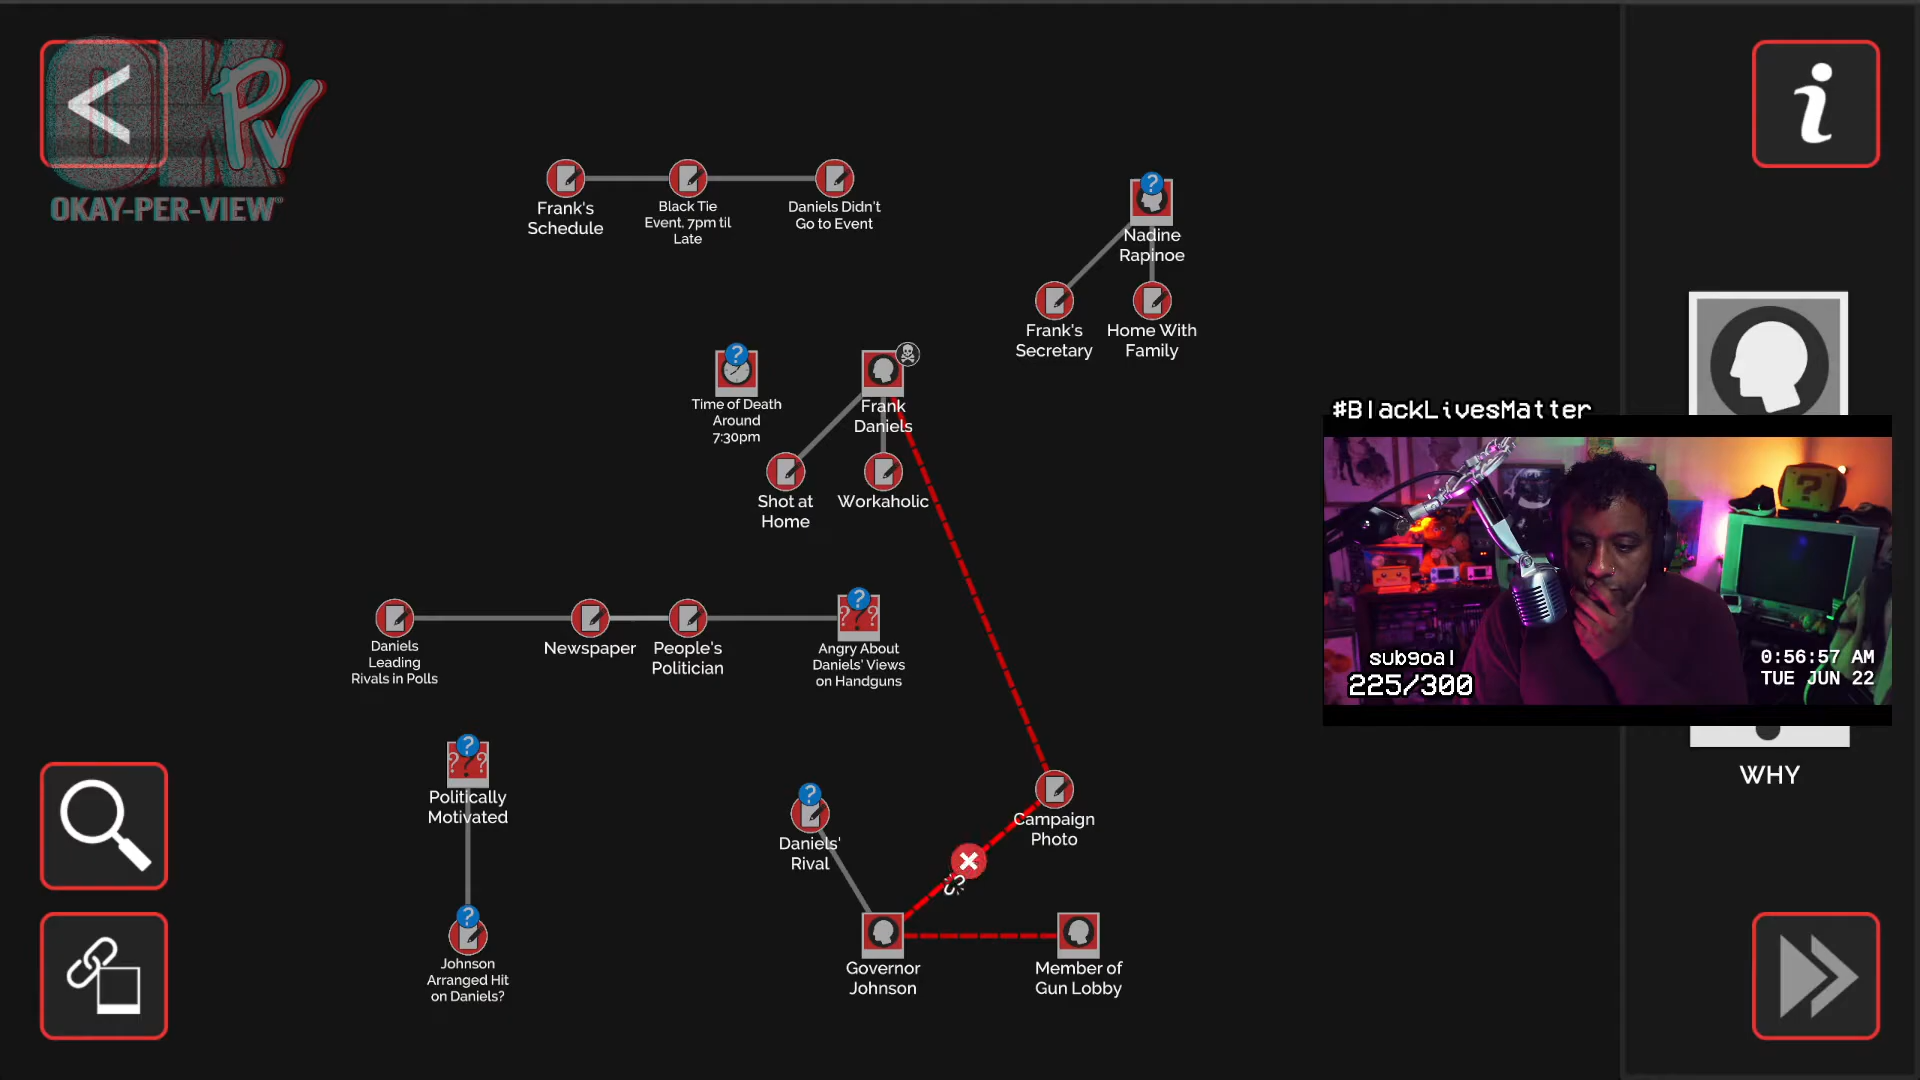 OKAY-PER-VIEW
Frank's
Schedule
Black Tie
Event, 7pm til
Late
Daniels Didn't
Go to Event
Nadine
Rapinoe
Frank's
Secretary
Home With
Family
Time of Death
Around
7:30pm
Frank
Daniels
Shot at
Home
Workaholic
#BlackLivesMatter
Daniels
Leading
Rivals in Polls
Newspaper
People's
Politician
Angry About
Daniels' Views
on Handguns
subgoal
225/300
0:56:57 AM
TUE JUN 22
WHY
Politically
Motivated
Daniels'
Rival
Campaign
Photo
Johnson
Arranged Hit
on Daniels?
Governor
Johnson
Member of
Gun Lobby